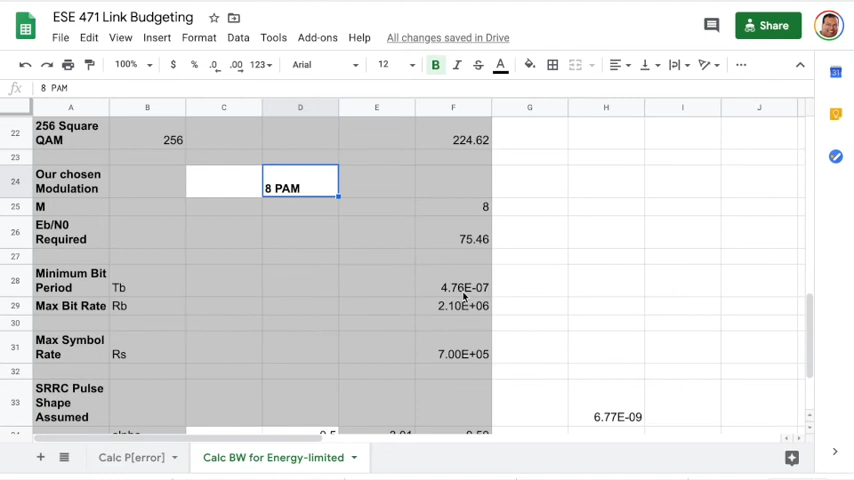 ESE 471 Link Budgeting
File Edit View Insert Format Data Tools Add-ons Help All changes saved in Drive
Share
100% $ % .0 .00 123 Arial 12 B I S A
fx 8 PAM
A B C D E F G H I J
22 256 Square QAM 256 224.62
23
24 Our chosen Modulation 8 PAM
25 M 8
26 Eb/N0 Required 75.46
27
28 Minimum Bit Period Tb 4.76E-07
29 Max Bit Rate Rb 2.10E+06
30
31 Max Symbol Rate Rs 7.00E+05
32
33 SRRC Pulse Shape Assumed 6.77E-09
Calc P[error] Calc BW for Energy-limited